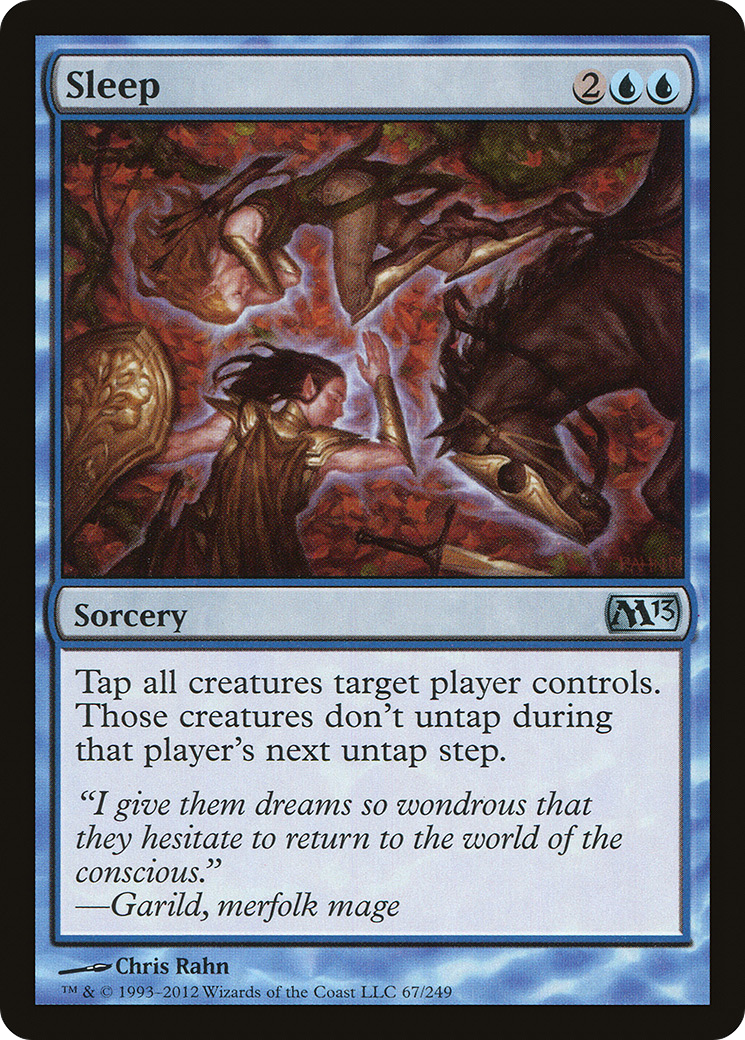 Sleep 2
Sorcery M13
Tap all creatures target player controls.
Those creatures don't untap during
that player's next untap step.
“I give them dreams so wondrous that
they hesitate to return to the world of the
conscious.”
—Garild, merfolk mage
Chris Rahn
™ & © 1993–2012 Wizards of the Coast LLC 67/249